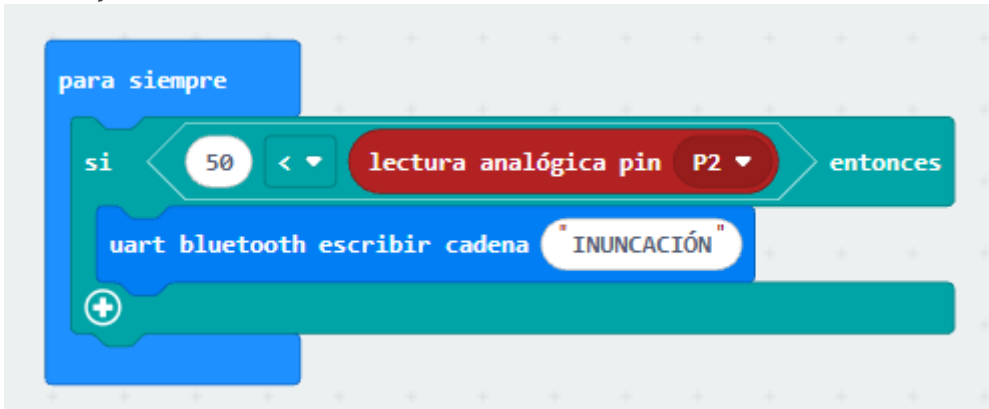 para siempre
si 50 < lectura analógica pin P2 entonces
uart bluetooth escribir cadena "INUNCACIÓN"